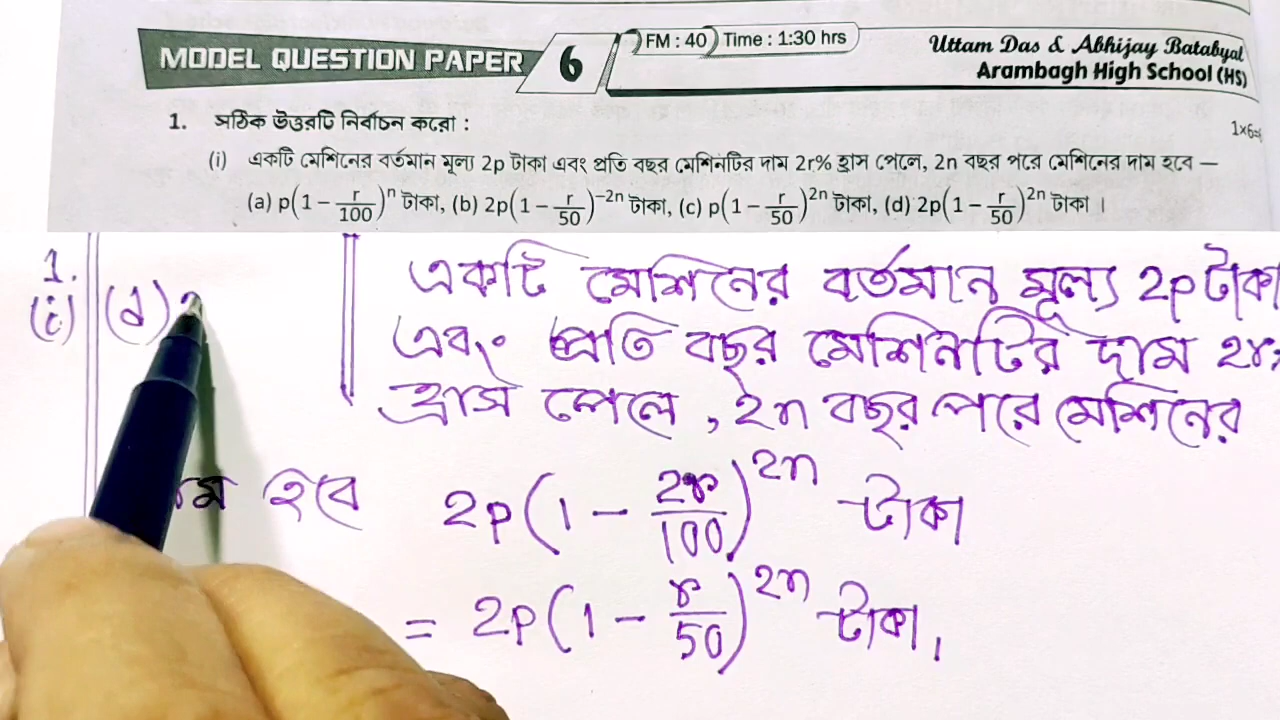 MODEL QUESTION PAPER 6 FM : 40 Time : 1:30 hrs Uttam Das & Abhijay Batabyal
Arambagh High School (HS)
1. সঠিক উত্তরটি নির্বাচন করো : 1×6=
(i) একটি মেশিনের বর্তমান মূল্য 2p টাকা এবং প্রতি বছর মেশিনটির দাম 2r% হ্রাস পেলে, 2n বছর পরে মেশিনের দাম হবে —
(a) p(1 − r/100)^n টাকা, (b) 2p(1 − r/50)^−2n টাকা, (c) p(1 − r/50)^2n টাকা, (d) 2p(1 − r/50)^2n টাকা ।
1.
(i) (d)
একটি মেশিনের বর্তমান মূল্য 2p টাকা
এবং প্রতি বছর মেশিনটির দাম 2r
হ্রাস পেলে, 2n বছর পরে মেশিনের
হবে 2p(1 − 2r/100)^2n টাকা
= 2p(1 − r/50)^2n টাকা,